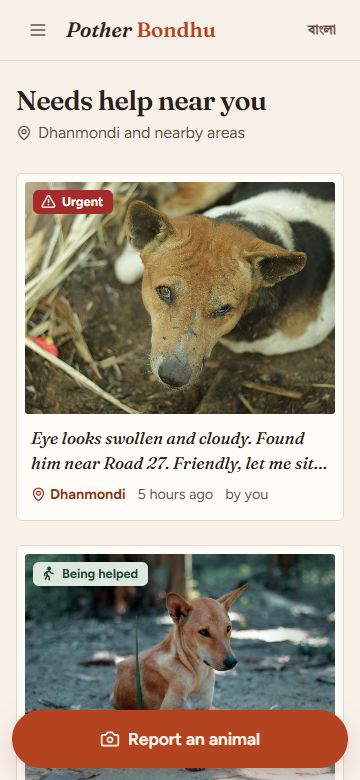 Pother Bondhu
বাংলা
Needs help near you
Dhanmondi and nearby areas
Urgent
Eye looks swollen and cloudy. Found
him near Road 27. Friendly, let me sit...
Dhanmondi 5 hours ago by you
Being helped
Report an animal